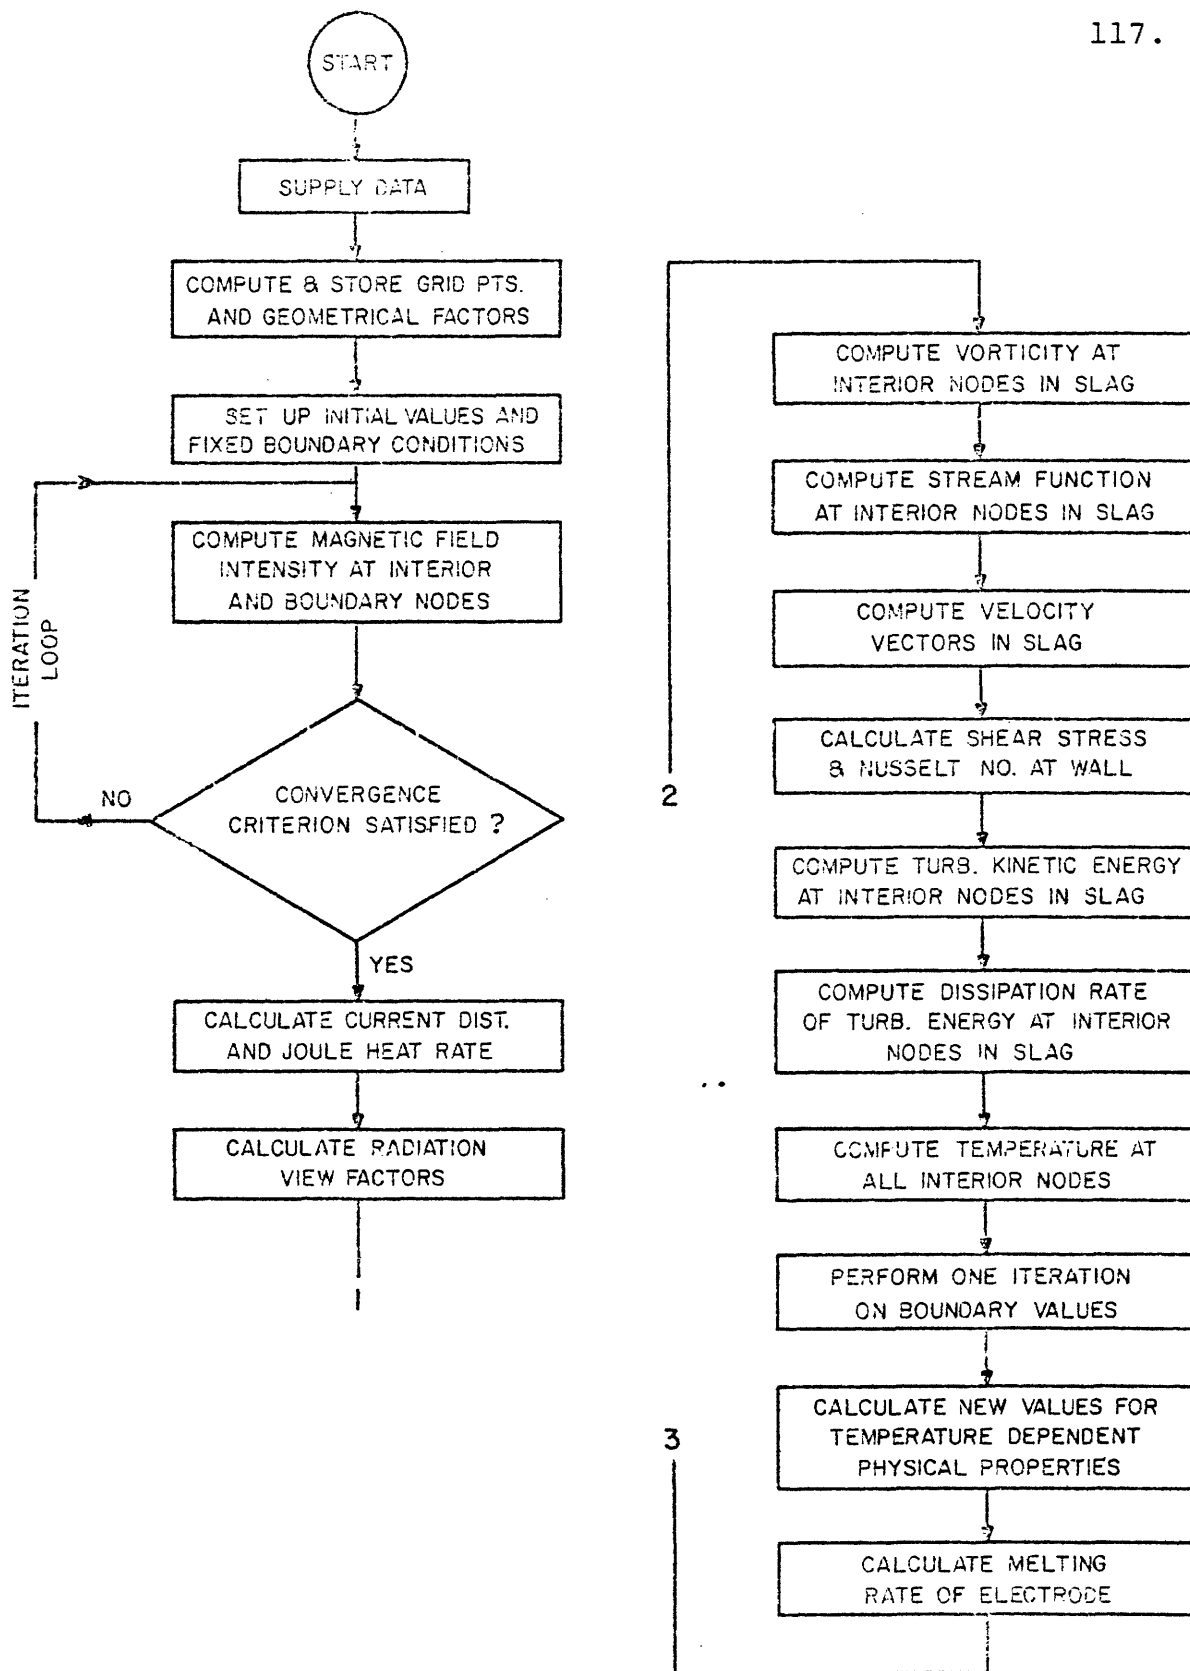 117.
START
SUPPLY DATA
COMPUTE & STORE GRID PTS.
AND GEOMETRICAL FACTORS
SET UP INITIAL VALUES AND
FIXED BOUNDARY CONDITIONS
ITERATION
LOOP
COMPUTE MAGNETIC FIELD
INTENSITY AT INTERIOR
AND BOUNDARY NODES
NO
CONVERGENCE
CRITERION SATISFIED ?
YES
CALCULATE CURRENT DIST.
AND JOULE HEAT RATE
CALCULATE RADIATION
VIEW FACTORS
1
2
COMPUTE VORTICITY AT
INTERIOR NODES IN SLAG
COMPUTE STREAM FUNCTION
AT INTERIOR NODES IN SLAG
COMPUTE VELOCITY
VECTORS IN SLAG
CALCULATE SHEAR STRESS
& NUSSELT NO. AT WALL
COMPUTE TURB. KINETIC ENERGY
AT INTERIOR NODES IN SLAG
COMPUTE DISSIPATION RATE
OF TURB. ENERGY AT INTERIOR
NODES IN SLAG
COMPUTE TEMPERATURE AT
ALL INTERIOR NODES
PERFORM ONE ITERATION
ON BOUNDARY VALUES
CALCULATE NEW VALUES FOR
TEMPERATURE DEPENDENT
PHYSICAL PROPERTIES
CALCULATE MELTING
RATE OF ELECTRODE
3